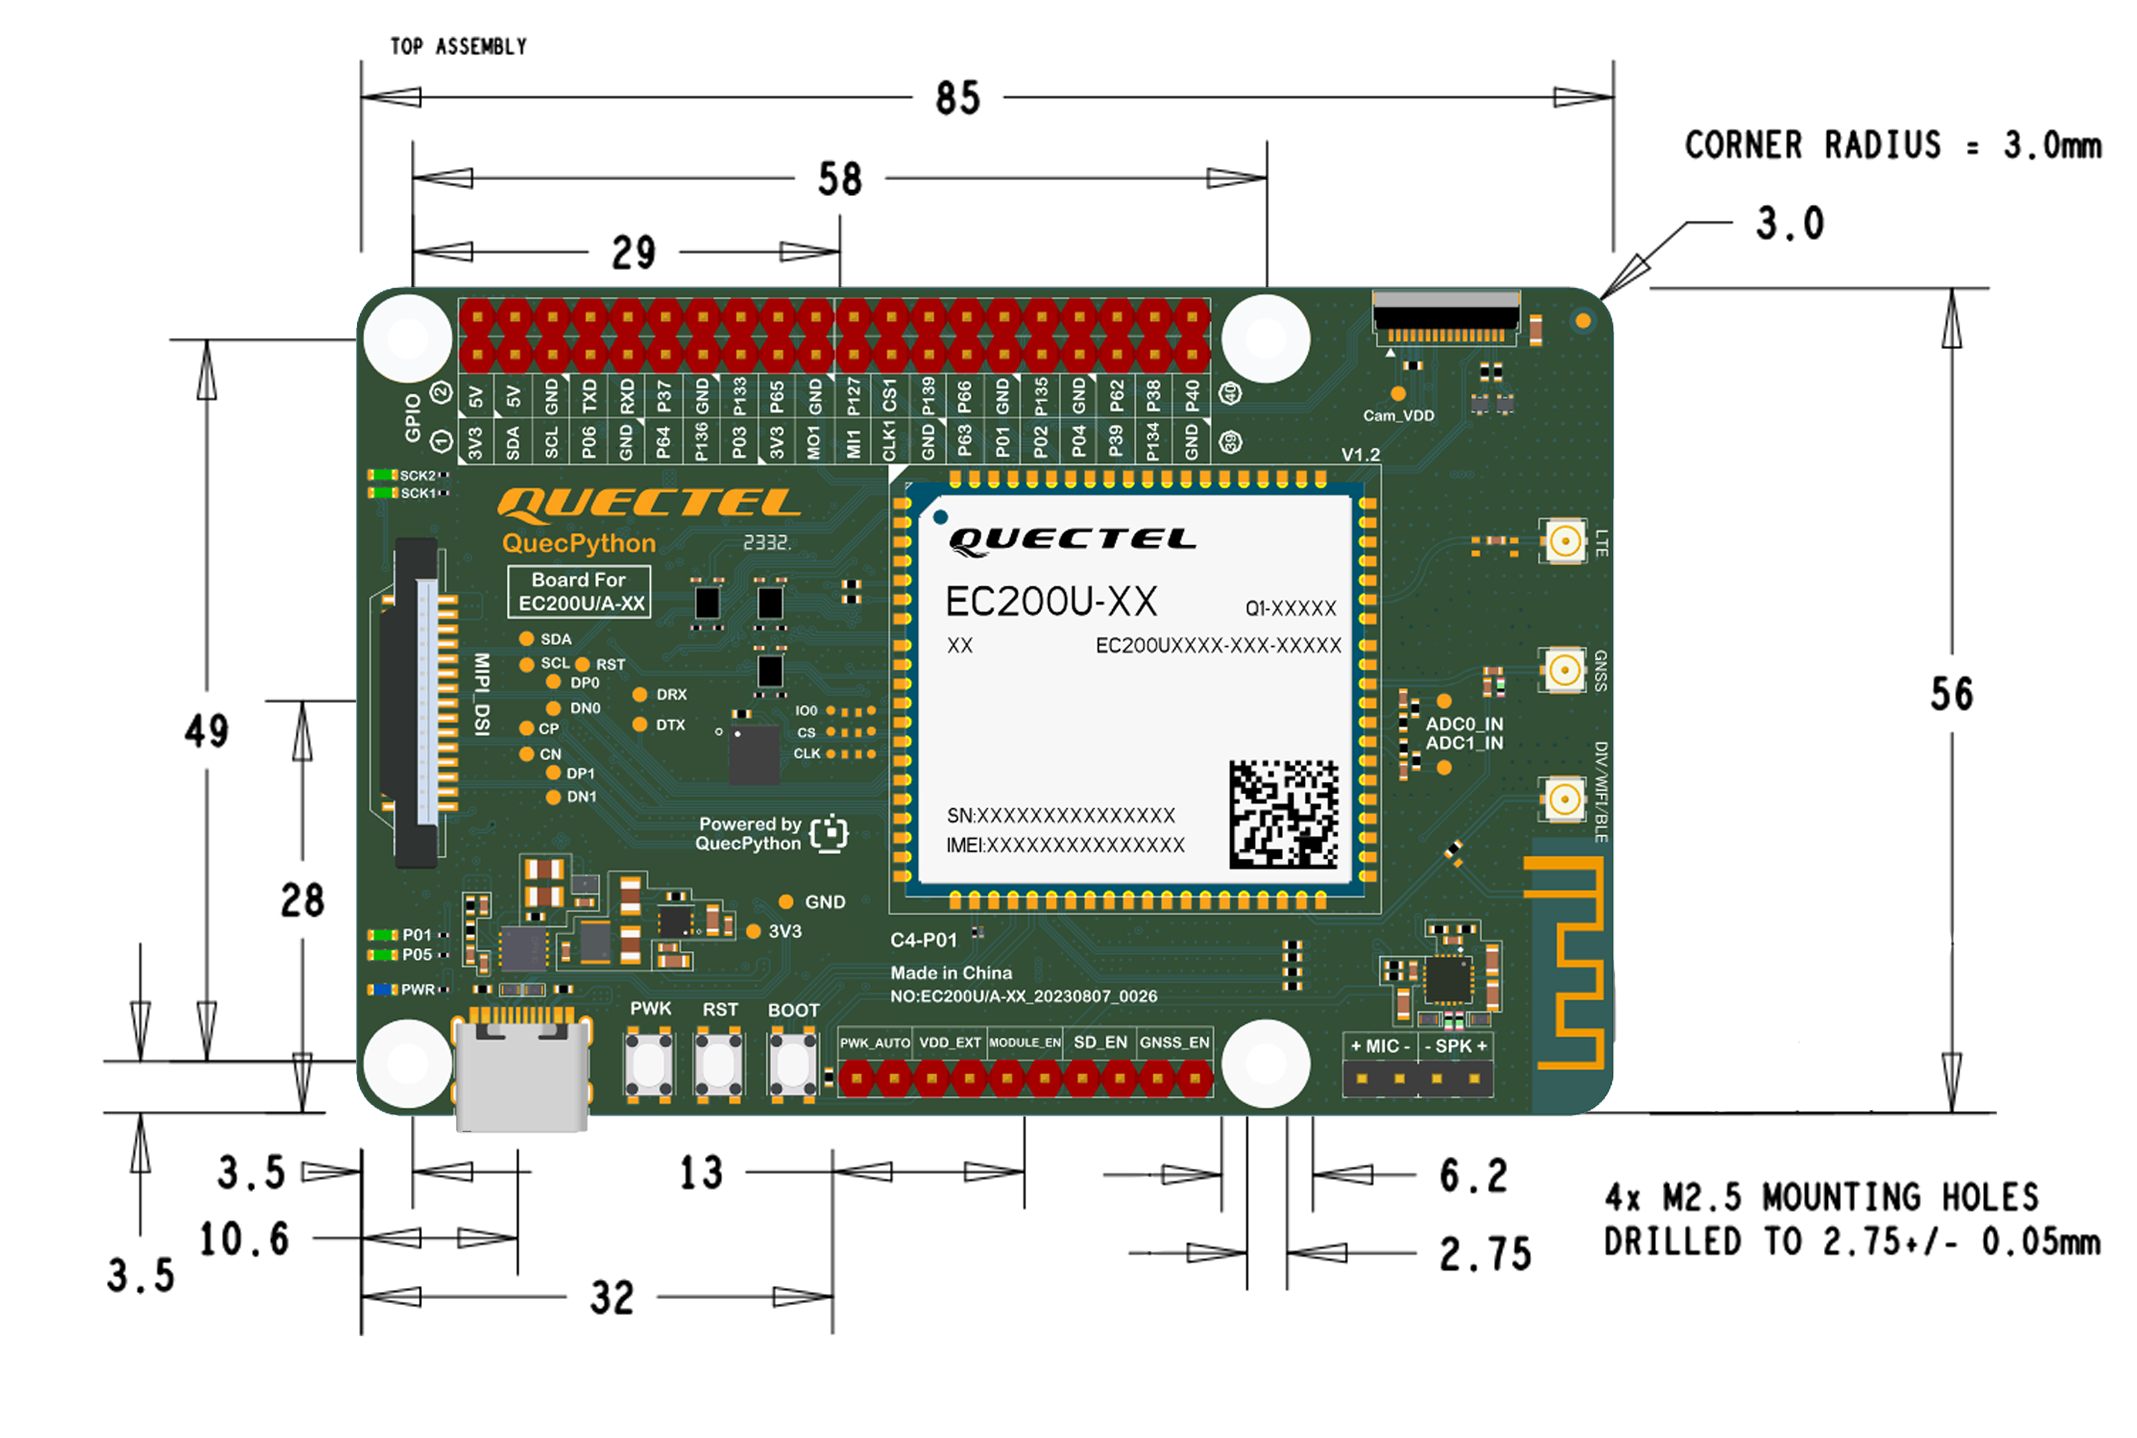 TOP ASSEMBLY
85
CORNER RADIUS = 3.0mm
58
3.0
29
GPIO
2
5V 5V GND TXD RXD P37 GND P133 P65 GND P127 CS1 P139 P66 GND P135 GND P62 P38 P40
40
1
3V3 SDA SCL P06 GND P64 P136 P03 3V3 MO1 MI1 CLK1 GND P63 P01 P02 P04 P39 P134 GND
39
Cam_VDD
V1.2
SCK2
SCK1
QUECTEL
QuecPython
2332.
Board For
EC200U/A-XX
QUECTEL
EC200U-XX
Q1-XXXXX
XX
EC200UXXXX-XXX-XXXXX
SN:XXXXXXXXXXXXXXX
IMEI:XXXXXXXXXXXXXXX
LTE
GNSS
DIV/WIFI/BLE
ADC0_IN
ADC1_IN
MIPI_DSI
SDA
SCL
RST
DP0
DN0
DRX
CP
DTX
CN
DP1
DN1
IO0
CS
CLK
Powered by
QuecPython
49
56
28
GND
3V3
P01
P05
PWR
C4-P01
Made in China
NO:EC200U/A-XX_20230807_0026
PWK
RST
BOOT
PWK_AUTO
VDD_EXT
MODULE_EN
SD_EN
GNSS_EN
+ MIC -
- SPK +
3.5
13
6.2
4x M2.5 MOUNTING HOLES
DRILLED TO 2.75+/- 0.05mm
10.6
2.75
3.5
32